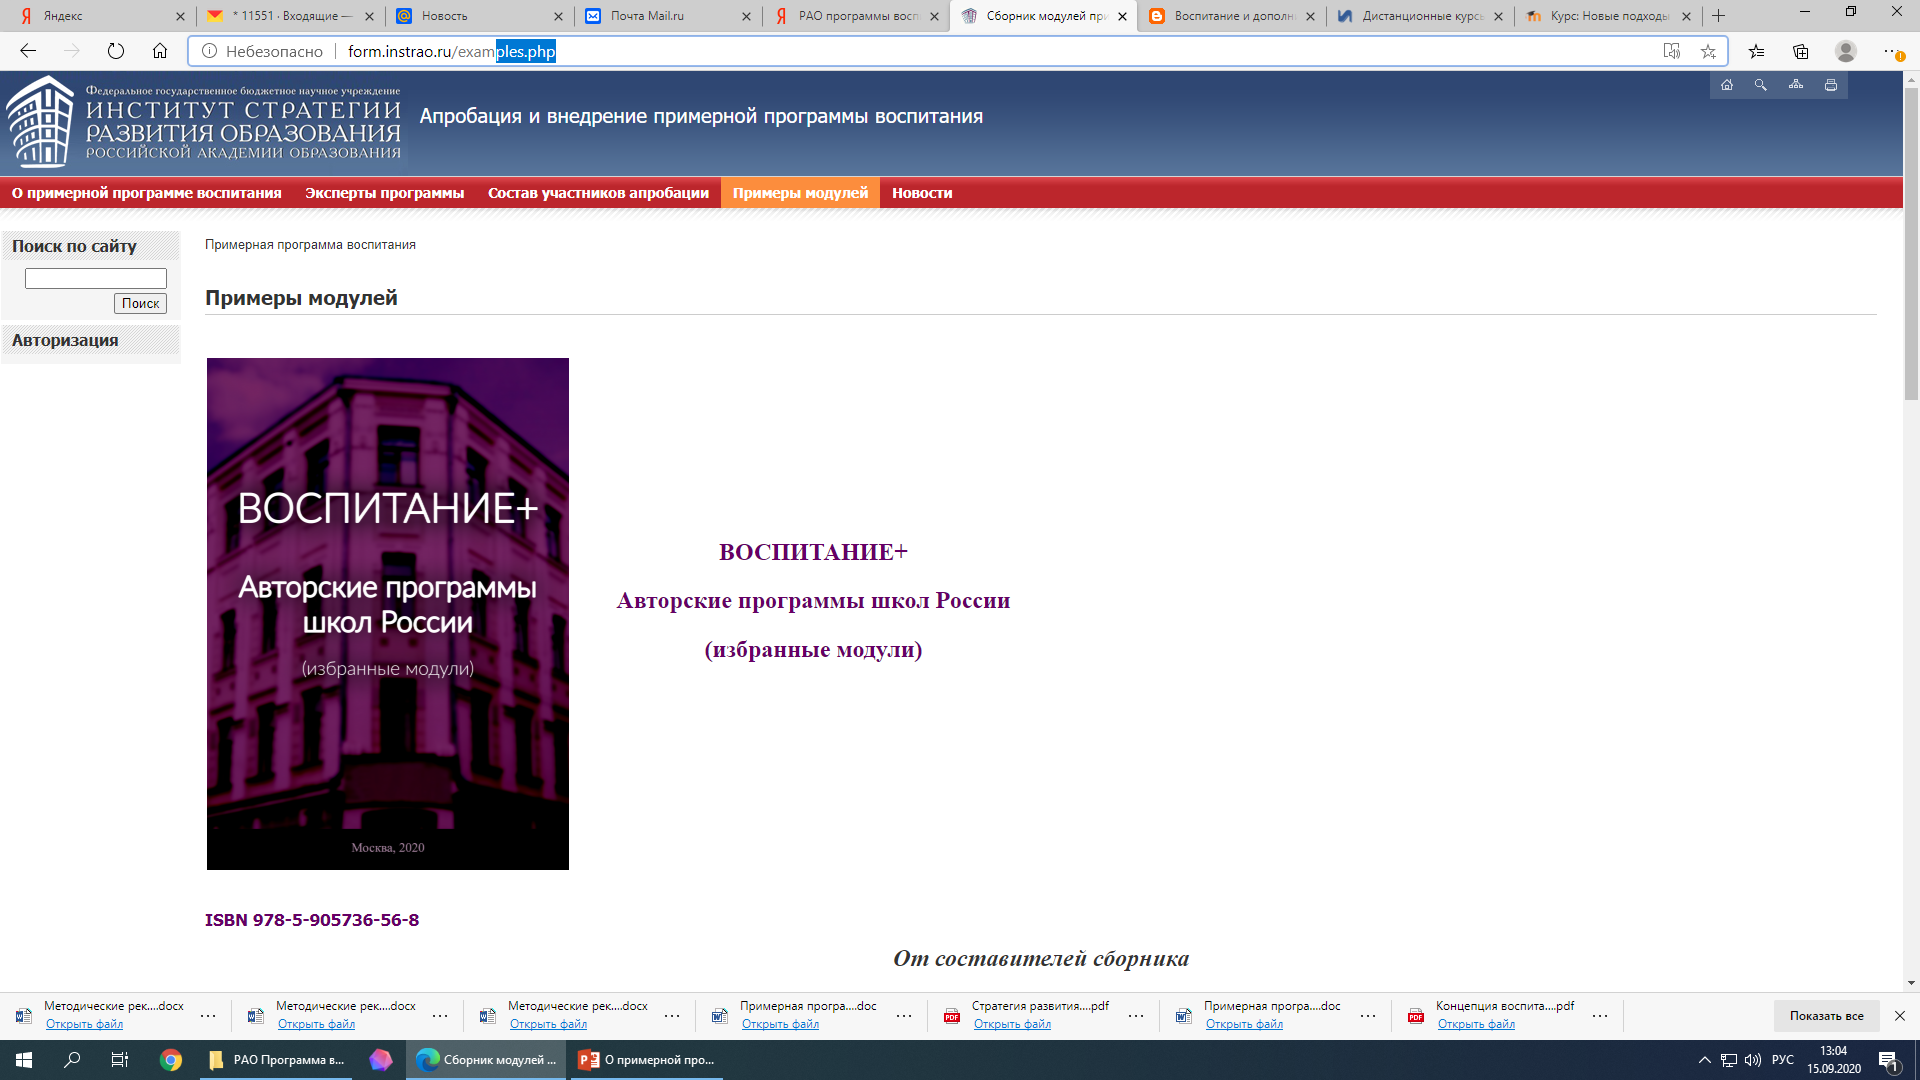 Яндекс
* 11551 · Входящие —
Новость
Почта Mail.ru
РАО программы восп
Сборник модулей при
Воспитание и дополн
Дистанционные курсы
Курс: Новые подходы
Небезопасно
form.instrao.ru/examples.php
Федеральное государственное бюджетное научное учреждение
ИНСТИТУТ СТРАТЕГИИ
РАЗВИТИЯ ОБРАЗОВАНИЯ
РОССИЙСКОЙ АКАДЕМИИ ОБРАЗОВАНИЯ
Апробация и внедрение примерной программы воспитания
О примерной программе воспитания
Эксперты программы
Состав участников апробации
Примеры модулей
Новости
Поиск по сайту
Поиск
Авторизация
Примерная программа воспитания
Примеры модулей
ВОСПИТАНИЕ+
Авторские программы
школ России
(избранные модули)
Москва, 2020
ВОСПИТАНИЕ+
Авторские программы школ России
(избранные модули)
ISBN 978-5-905736-56-8
От составителей сборника
Методические рек....docx
Открыть файл
Методические рек....docx
Открыть файл
Методические рек....docx
Открыть файл
Примерная програ....doc
Открыть файл
Стратегия развития....pdf
Открыть файл
Примерная програ....doc
Открыть файл
Концепция воспита....pdf
Открыть файл
Показать все
РАО Программа в...
Сборник модулей ...
О примерной про...
РУС
13:04
15.09.2020
1